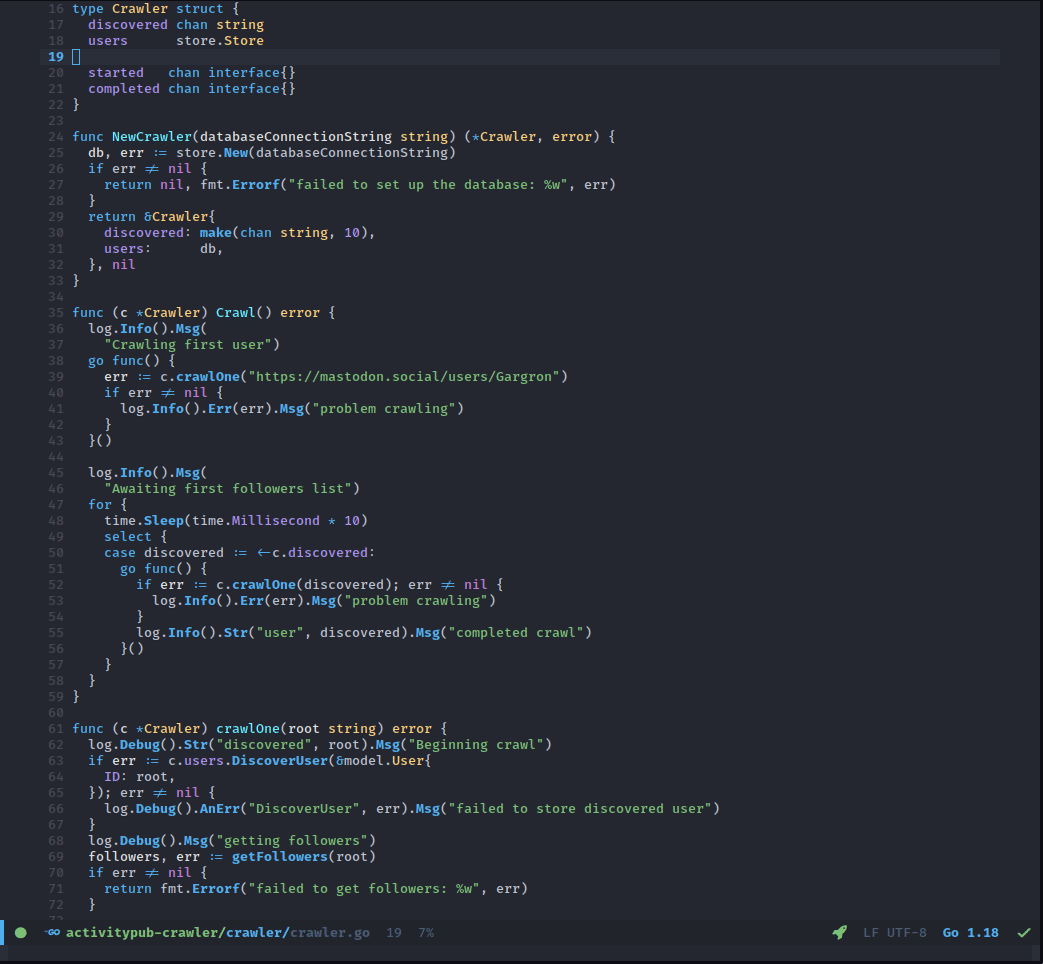 16 type Crawler struct {
17   discovered chan string
18   users      store.Store
19
20   started   chan interface{}
21   completed chan interface{}
22 }
23
24 func NewCrawler(databaseConnectionString string) (*Crawler, error) {
25   db, err := store.New(databaseConnectionString)
26   if err ≠ nil {
27     return nil, fmt.Errorf("failed to set up the database: %w", err)
28   }
29   return &Crawler{
30     discovered: make(chan string, 10),
31     users:      db,
32   }, nil
33 }
34
35 func (c *Crawler) Crawl() error {
36   log.Info().Msg(
37     "Crawling first user")
38   go func() {
39     err := c.crawlOne("https://mastodon.social/users/Gargron")
40     if err ≠ nil {
41       log.Info().Err(err).Msg("problem crawling")
42     }
43   }()
44
45   log.Info().Msg(
46     "Awaiting first followers list")
47   for {
48     time.Sleep(time.Millisecond * 10)
49     select {
50     case discovered := ←c.discovered:
51       go func() {
52         if err := c.crawlOne(discovered); err ≠ nil {
53           log.Info().Err(err).Msg("problem crawling")
54         }
55         log.Info().Str("user", discovered).Msg("completed crawl")
56       }()
57     }
58   }
59 }
60
61 func (c *Crawler) crawlOne(root string) error {
62   log.Debug().Str("discovered", root).Msg("Beginning crawl")
63   if err := c.users.DiscoverUser(&model.User{
64     ID: root,
65   }); err ≠ nil {
66     log.Debug().AnErr("DiscoverUser", err).Msg("failed to store discovered user")
67   }
68   log.Debug().Msg("getting followers")
69   followers, err := getFollowers(root)
70   if err ≠ nil {
71     return fmt.Errorf("failed to get followers: %w", err)
72   }
GO activitypub-crawler/crawler/crawler.go 19 7% LF UTF-8 Go 1.18